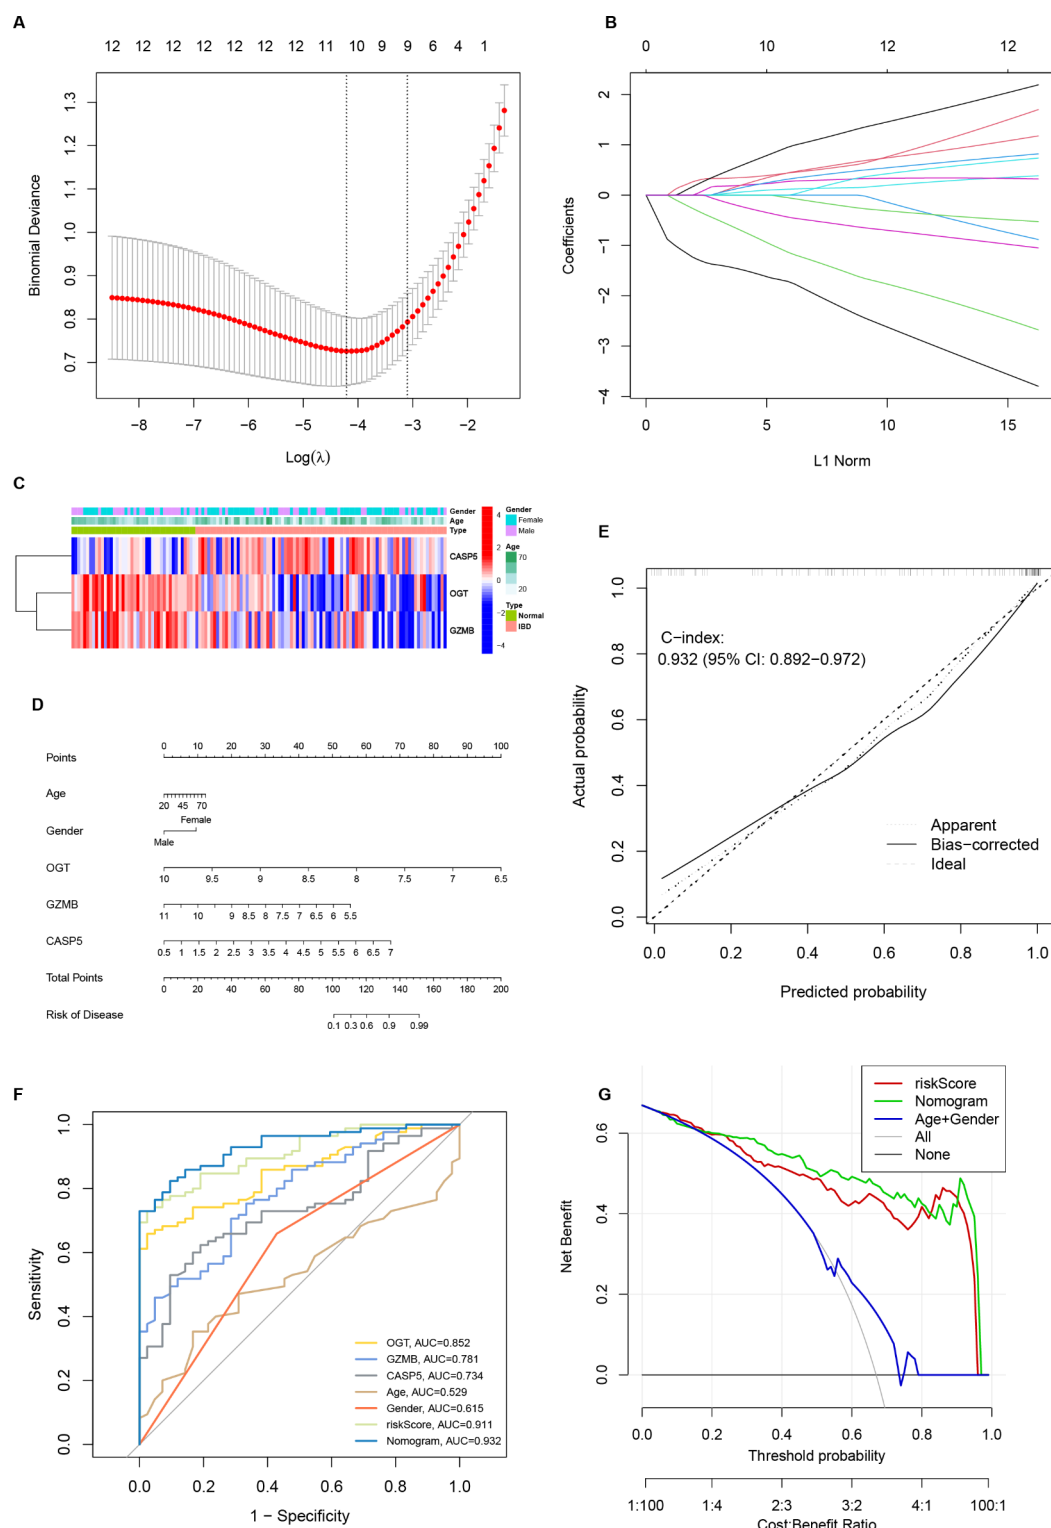 A
12 12 12 12 12 12 12 11 10 9 9 6 4 1
Binomial Deviance
1.3
1.2
1.1
1.0
0.9
0.8
0.7
−8 −7 −6 −5 −4 −3 −2
Log(λ)
B
0 10 12 12
Coefficients
2
1
0
−1
−2
−3
−4
0 5 10 15
L1 Norm
C
Gender
Age
Type
CASP5
OGT
GZMB
4
2
0
−2
−4
Gender
Female
Male
Age
70
20
Type
Normal
IBD
D
Points
0 10 20 30 40 50 60 70 80 90 100
Age
20 45 70
Gender
Female
Male
OGT
10 9.5 9 8.5 8 7.5 7 6.5
GZMB
11 10 9 8.5 8 7.5 7 6.5 6 5.5
CASP5
0.5 1 1.5 2 2.5 3 3.5 4 4.5 5 5.5 6 6.5 7
Total Points
0 20 40 60 80 100 120 140 160 180 200
Risk of Disease
0.1 0.3 0.6 0.9 0.99
E
C−index:
0.932 (95% CI: 0.892−0.972)
Actual probability
1.0
0.8
0.6
0.4
0.2
0.0
Apparent
Bias−corrected
Ideal
0.0 0.2 0.4 0.6 0.8 1.0
Predicted probability
F
Sensitivity
1.0
0.8
0.6
0.4
0.2
0.0
OGT, AUC=0.852
GZMB, AUC=0.781
CASP5, AUC=0.734
Age, AUC=0.529
Gender, AUC=0.615
riskScore, AUC=0.911
Nomogram, AUC=0.932
0.0 0.2 0.4 0.6 0.8 1.0
1 − Specificity
G
riskScore
Nomogram
Age+Gender
All
None
Net Benefit
0.6
0.4
0.2
0.0
0.0 0.2 0.4 0.6 0.8 1.0
Threshold probability
1:100 1:4 2:3 3:2 4:1 100:1
Cost:Benefit Ratio